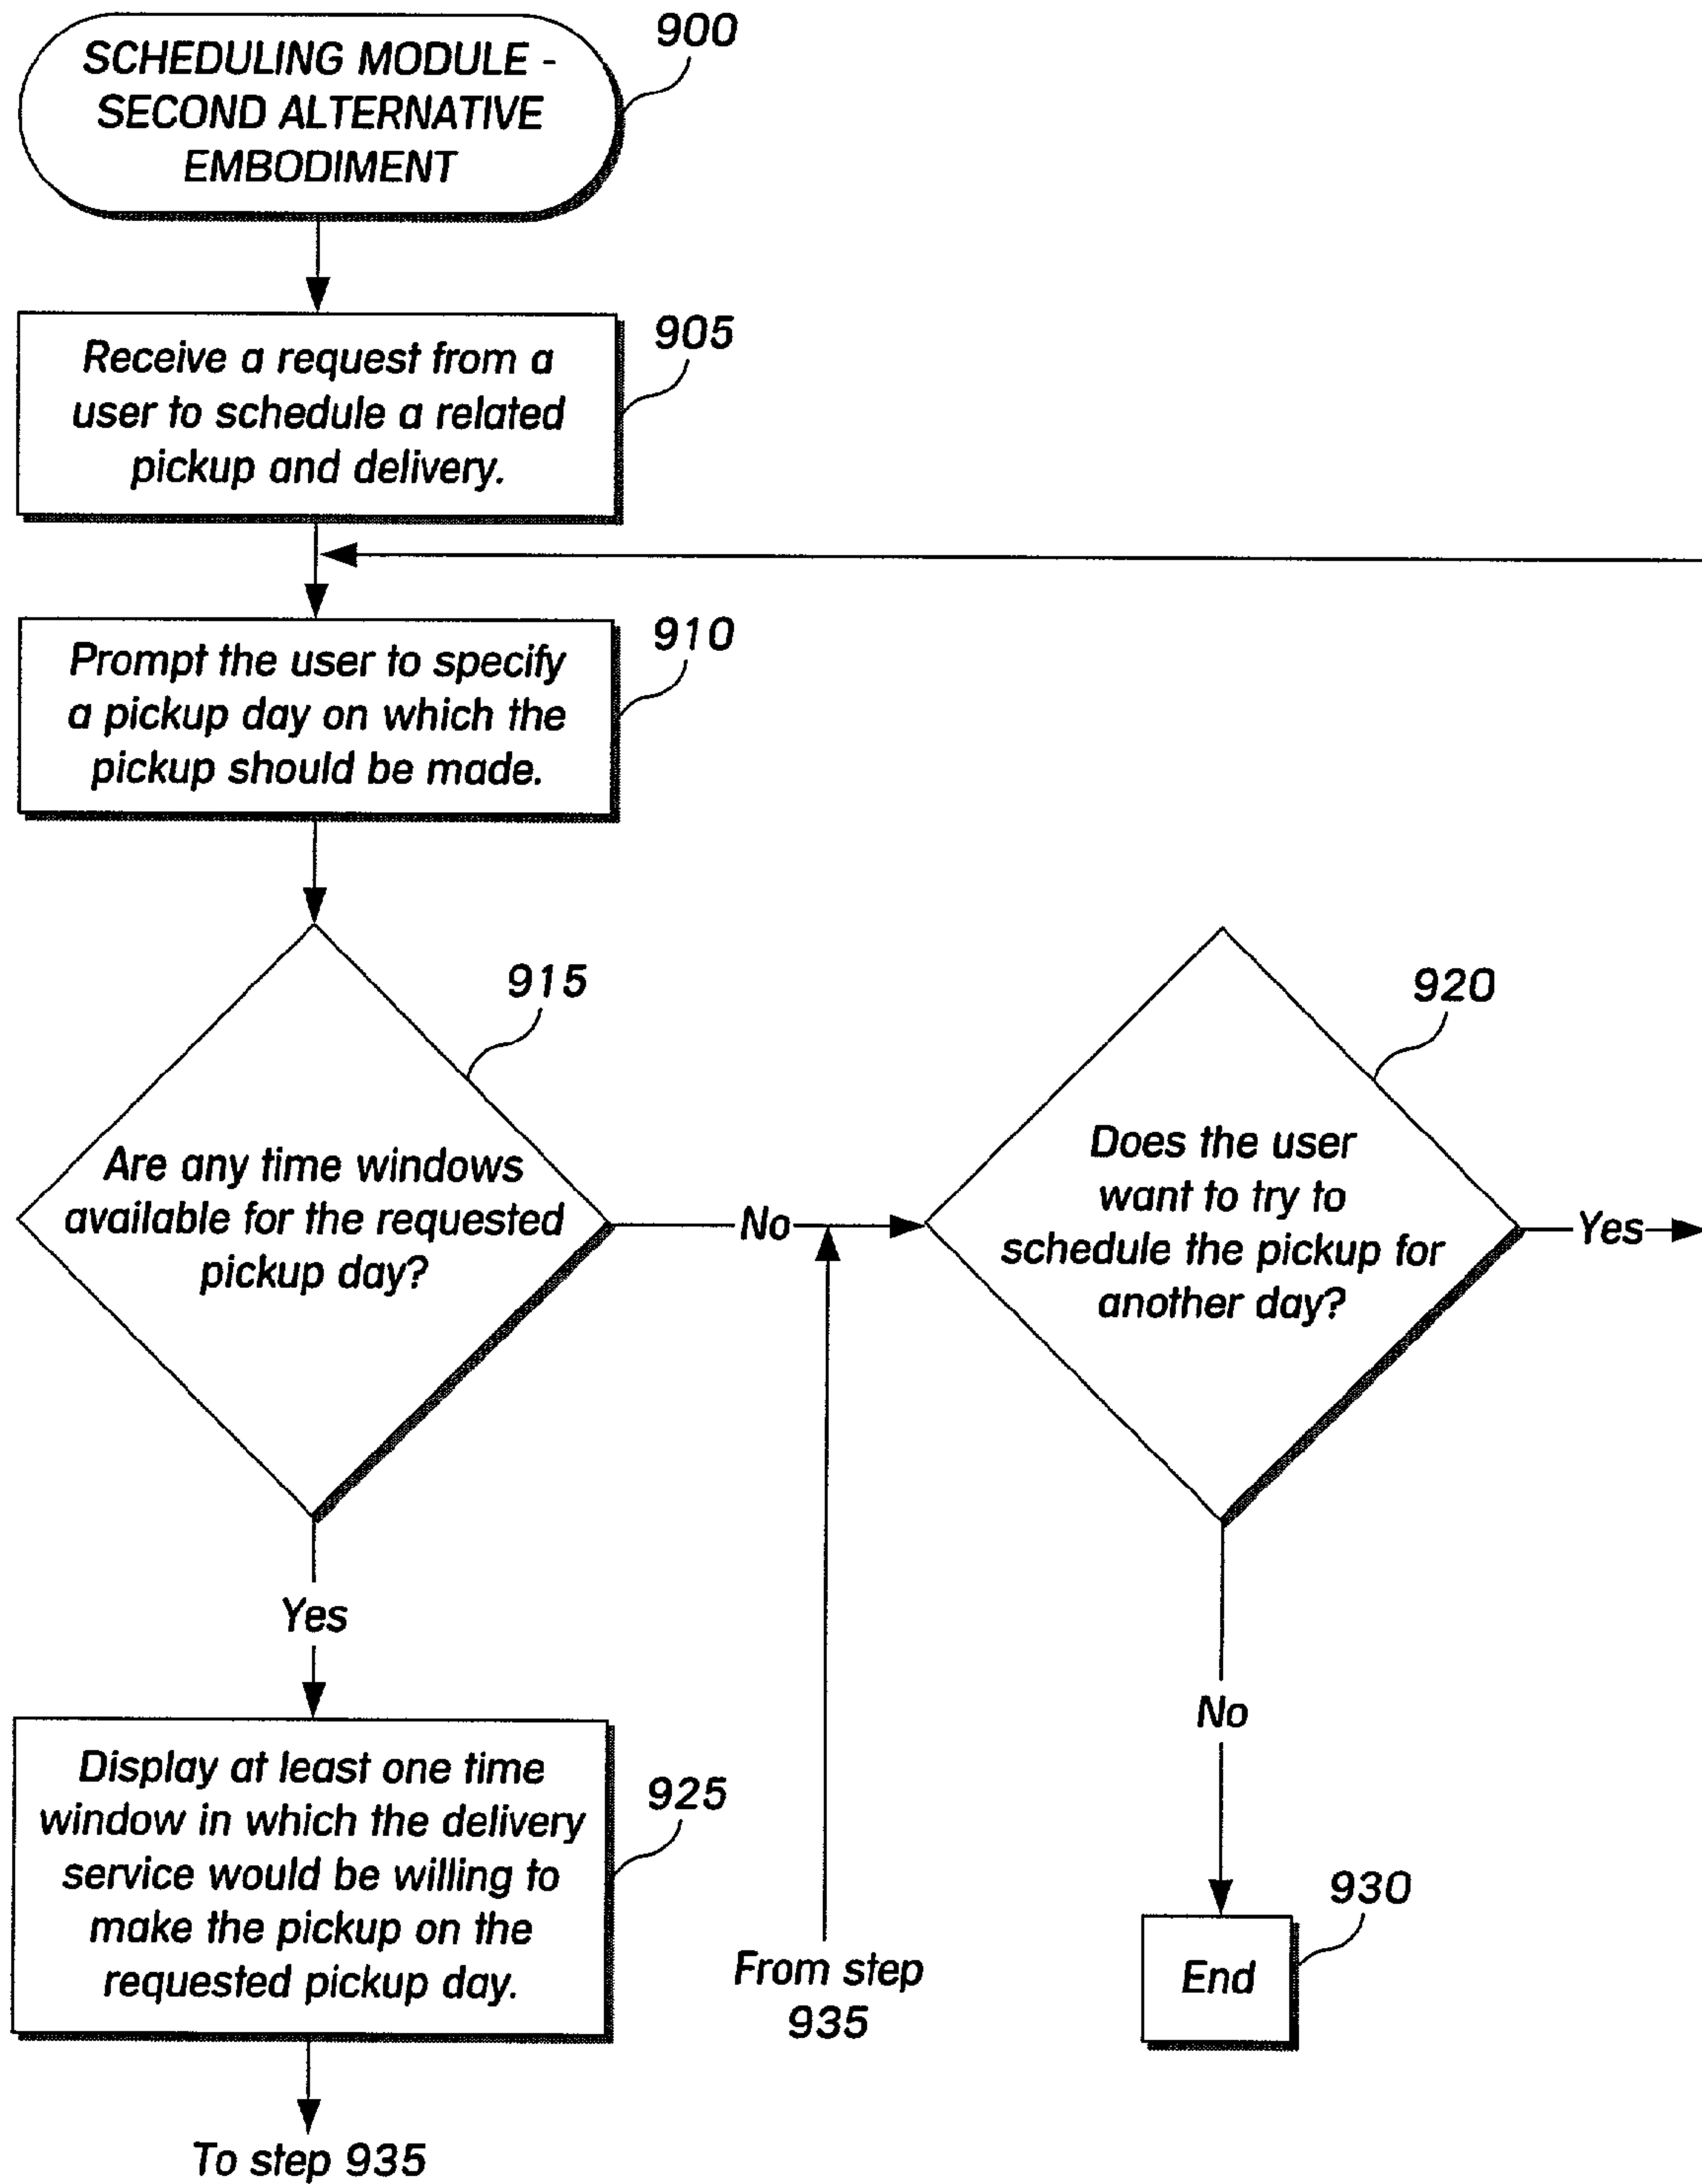 SCHEDULING MODULE -
SECOND ALTERNATIVE
EMBODIMENT
900
Receive a request from a
user to schedule a related
pickup and delivery.
905
Prompt the user to specify
a pickup day on which the
pickup should be made.
910
Are any time windows
available for the requested
pickup day?
915
No
Does the user
want to try to
schedule the pickup for
another day?
920
Yes
Yes
No
Display at least one time
window in which the delivery
service would be willing to
make the pickup on the
requested pickup day.
925
From step
935
End
930
To step 935